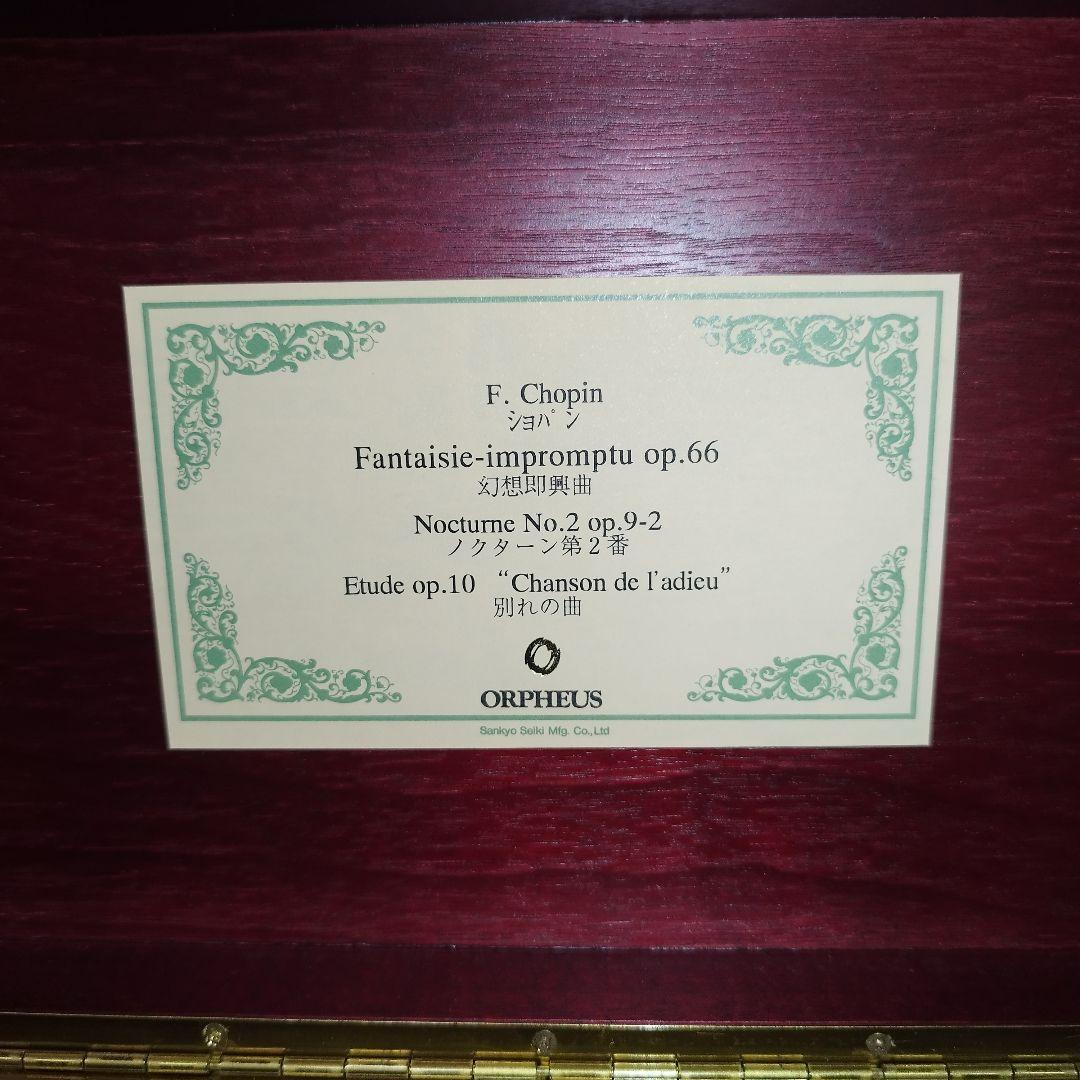 F. Chopin
ショパン
Fantaisie-impromptu op.66
幻想即興曲
Nocturne No.2 op.9-2
ノクターン第2番
Etude op.10 “Chanson de l'adieu”
別れの曲
ORPHEUS
Sankyo Seiki Mfg. Co.,Ltd